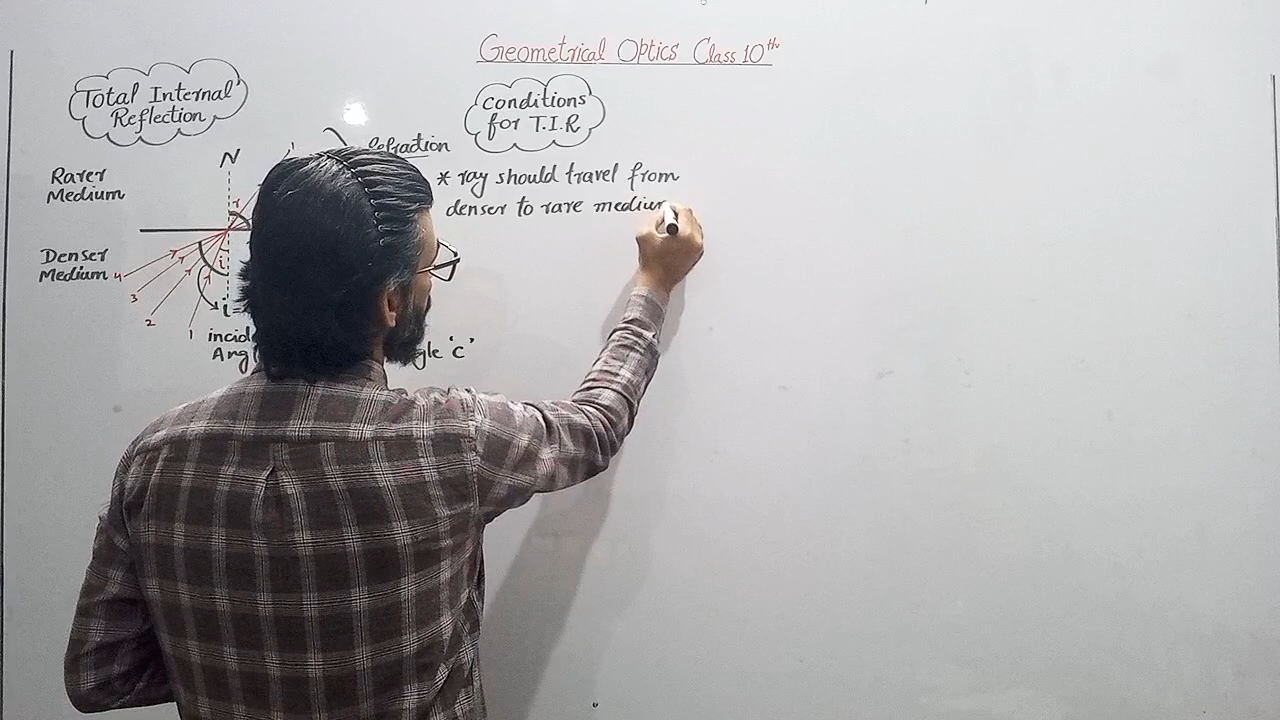 Geometrical Optics Class 10th
Total Internal
Reflection
conditions
for T.I.R
N
Refraction
Rarer
Medium
r
* ray should travel from
denser to rare medium
Denser
Medium
i
4
3
2
1
i=
'c'